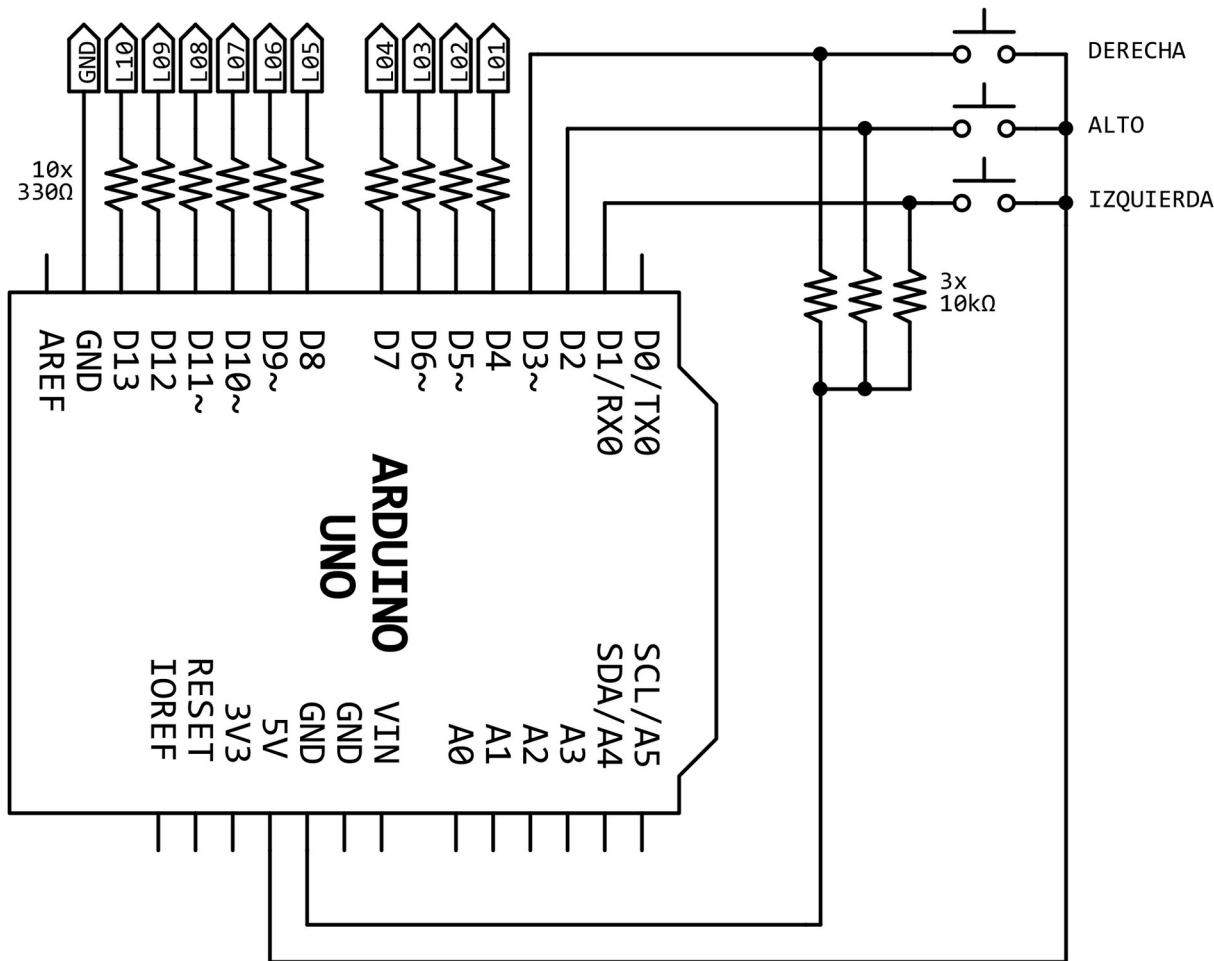 GND
L10
L09
L08
L07
L06
L05
L04
L03
L02
L01
DERECHA
ALTO
IZQUIERDA
10x
330Ω
3x
10kΩ
AREF
GND
D13
D12
D11~
D10~
D9~
D8
D7
D6~
D5~
D4
D3~
D2
D1/RX0
D0/TX0
ARDUINO
UNO
IOREF
RESET
3V3
5V
GND
GND
VIN
A0
A1
A2
A3
SDA/A4
SCL/A5